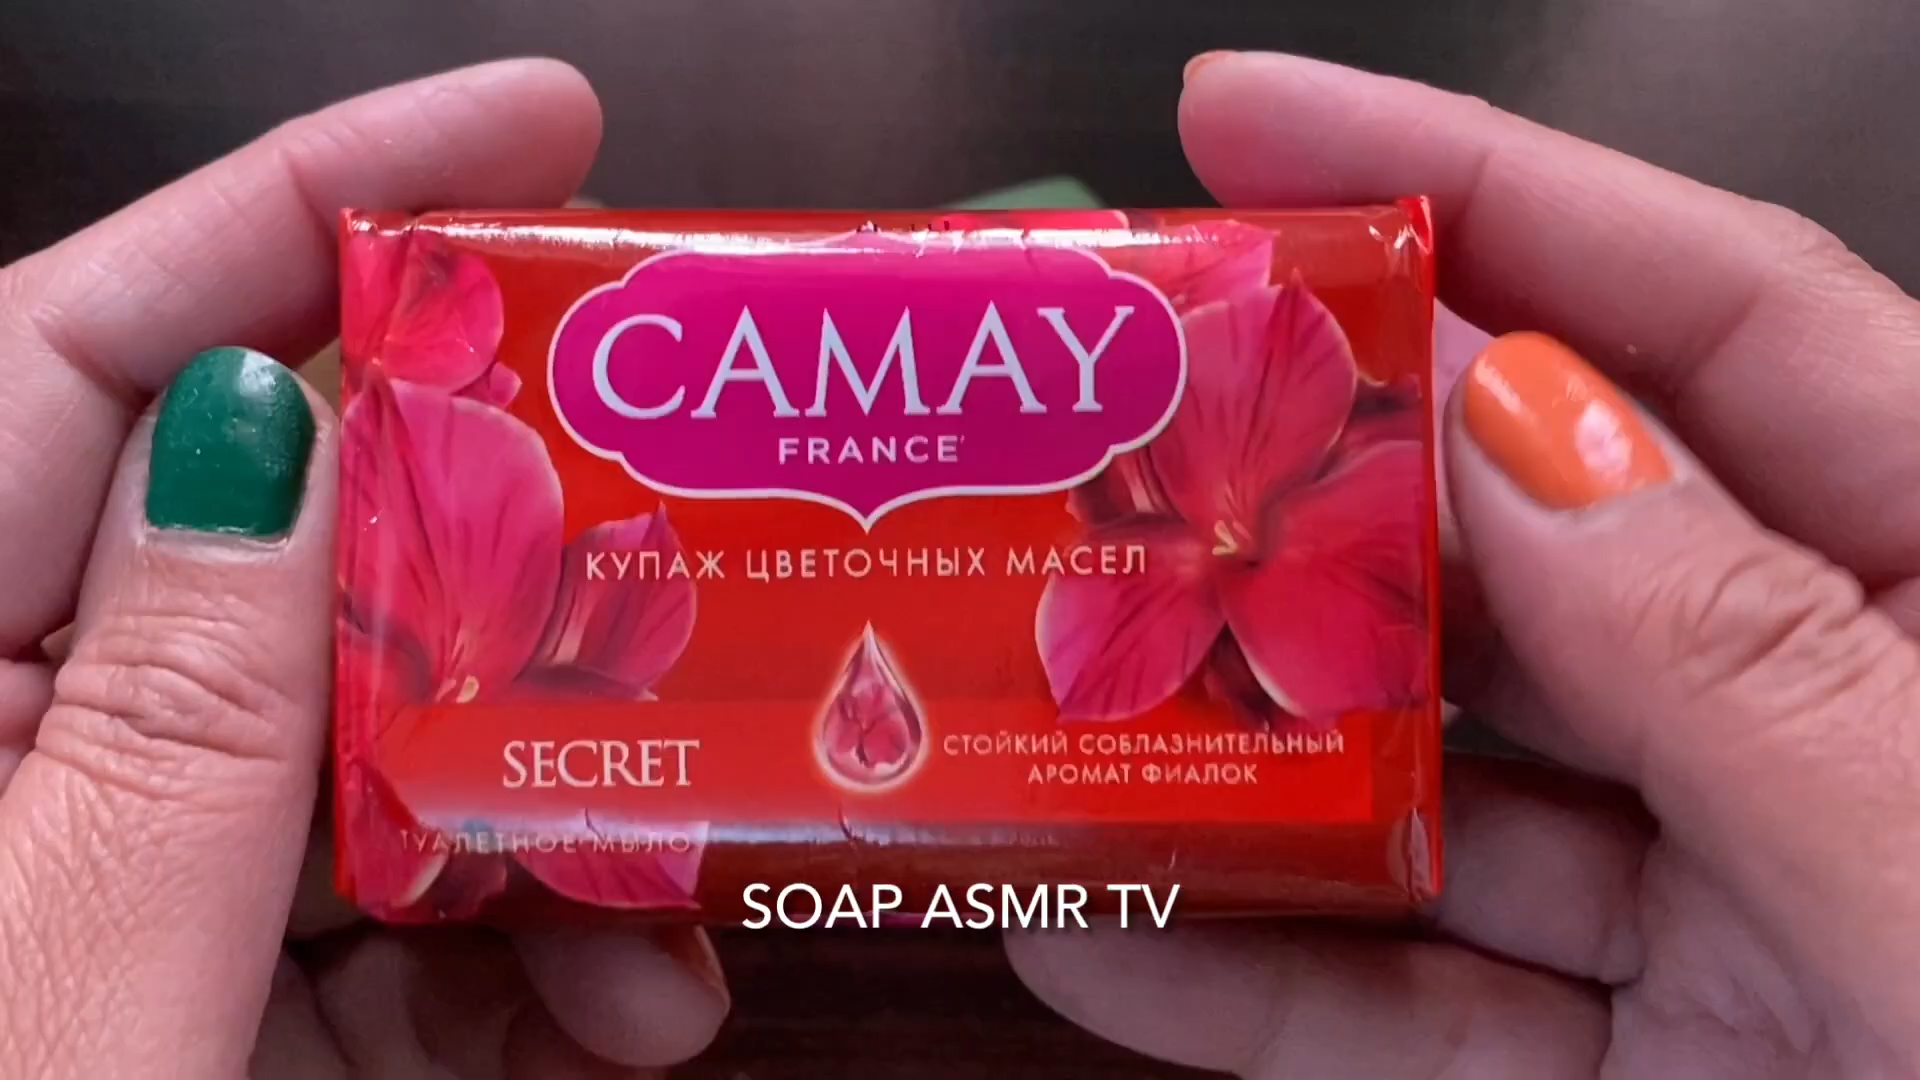 CAMAY
FRANCE
КУПАЖ ЦВЕТОЧНЫХ МАСЕЛ
SECRET
СТОЙКИЙ СОБЛАЗНИТЕЛЬНЫЙ
АРОМАТ ФИАЛОК
ТУАЛЕТНОЕ МЫЛО
SOAP ASMR TV